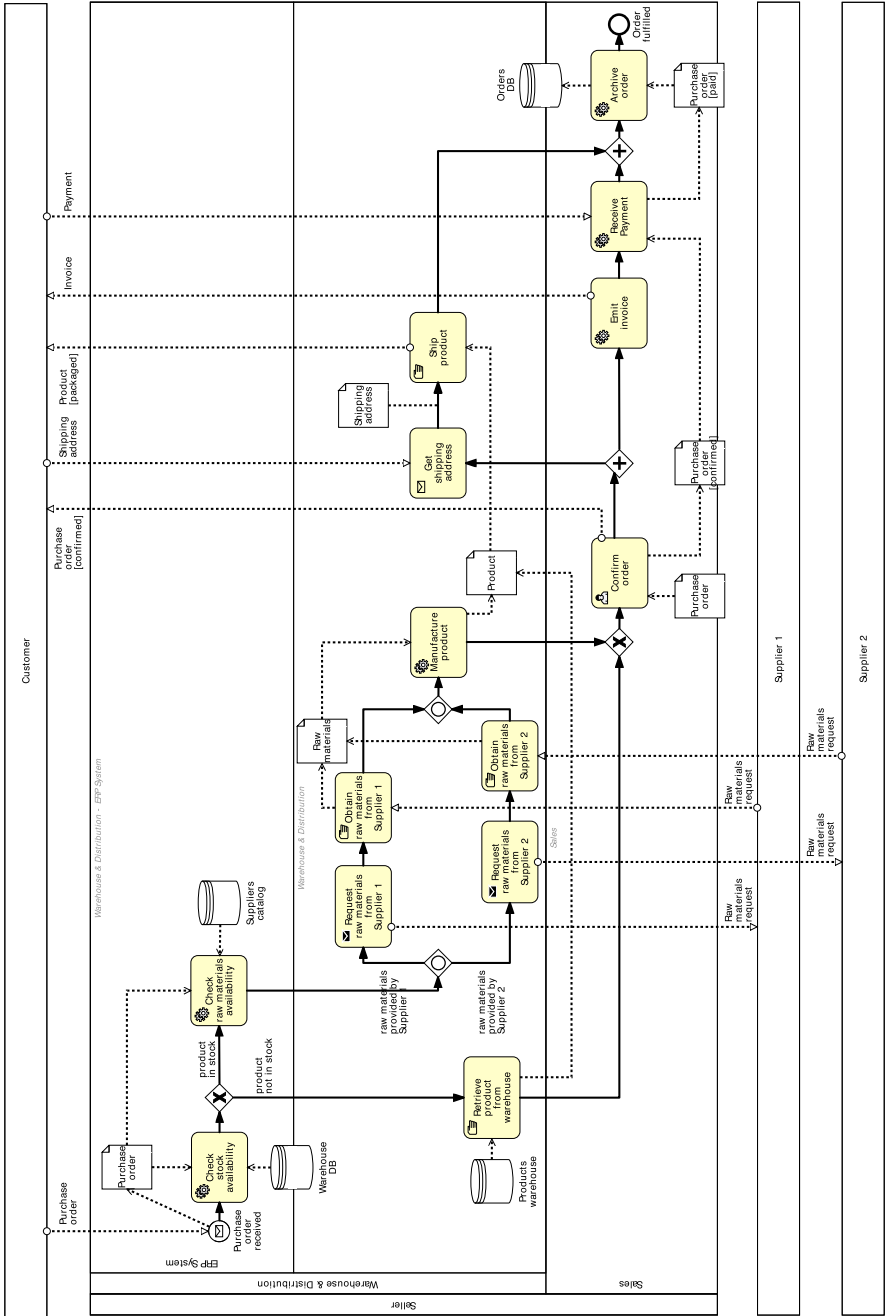 Customer
Purchase
order
Shipping
address
Product
[packaged]
Invoice
Payment
Purchase
order
[confirmed]
Seller
Warehouse & Distribution
ERP System
Warehouse & Distribution - ERP System
Purchase
order
received
Purchase
order
Check
stock
availability
Warehouse
DB
product
in stock
product
not in stock
Check
raw materials
availability
Suppliers
catalog
Warehouse & Distribution
Products
warehouse
Retrieve
product
from
warehouse
raw materials
provided by
Supplier 1
raw materials
provided by
Supplier 2
Request
raw materials
from
Supplier 1
Request
raw materials
from
Supplier 2
Obtain
raw materials
from
Supplier 1
Obtain
raw materials
from
Supplier 2
Raw
materials
Manufacture
product
Product
Get
shipping
address
Shipping
address
Ship
product
Sales
Sales
Purchase
order
Confirm
order
Purchase
order
[confirmed]
Emit
invoice
Receive
Payment
Purchase
order
[paid]
Archive
order
Orders
DB
Order
fulfilled
Supplier 1
Raw
materials
request
Raw
materials
request
Supplier 2
Raw
materials
request
Raw
materials
request